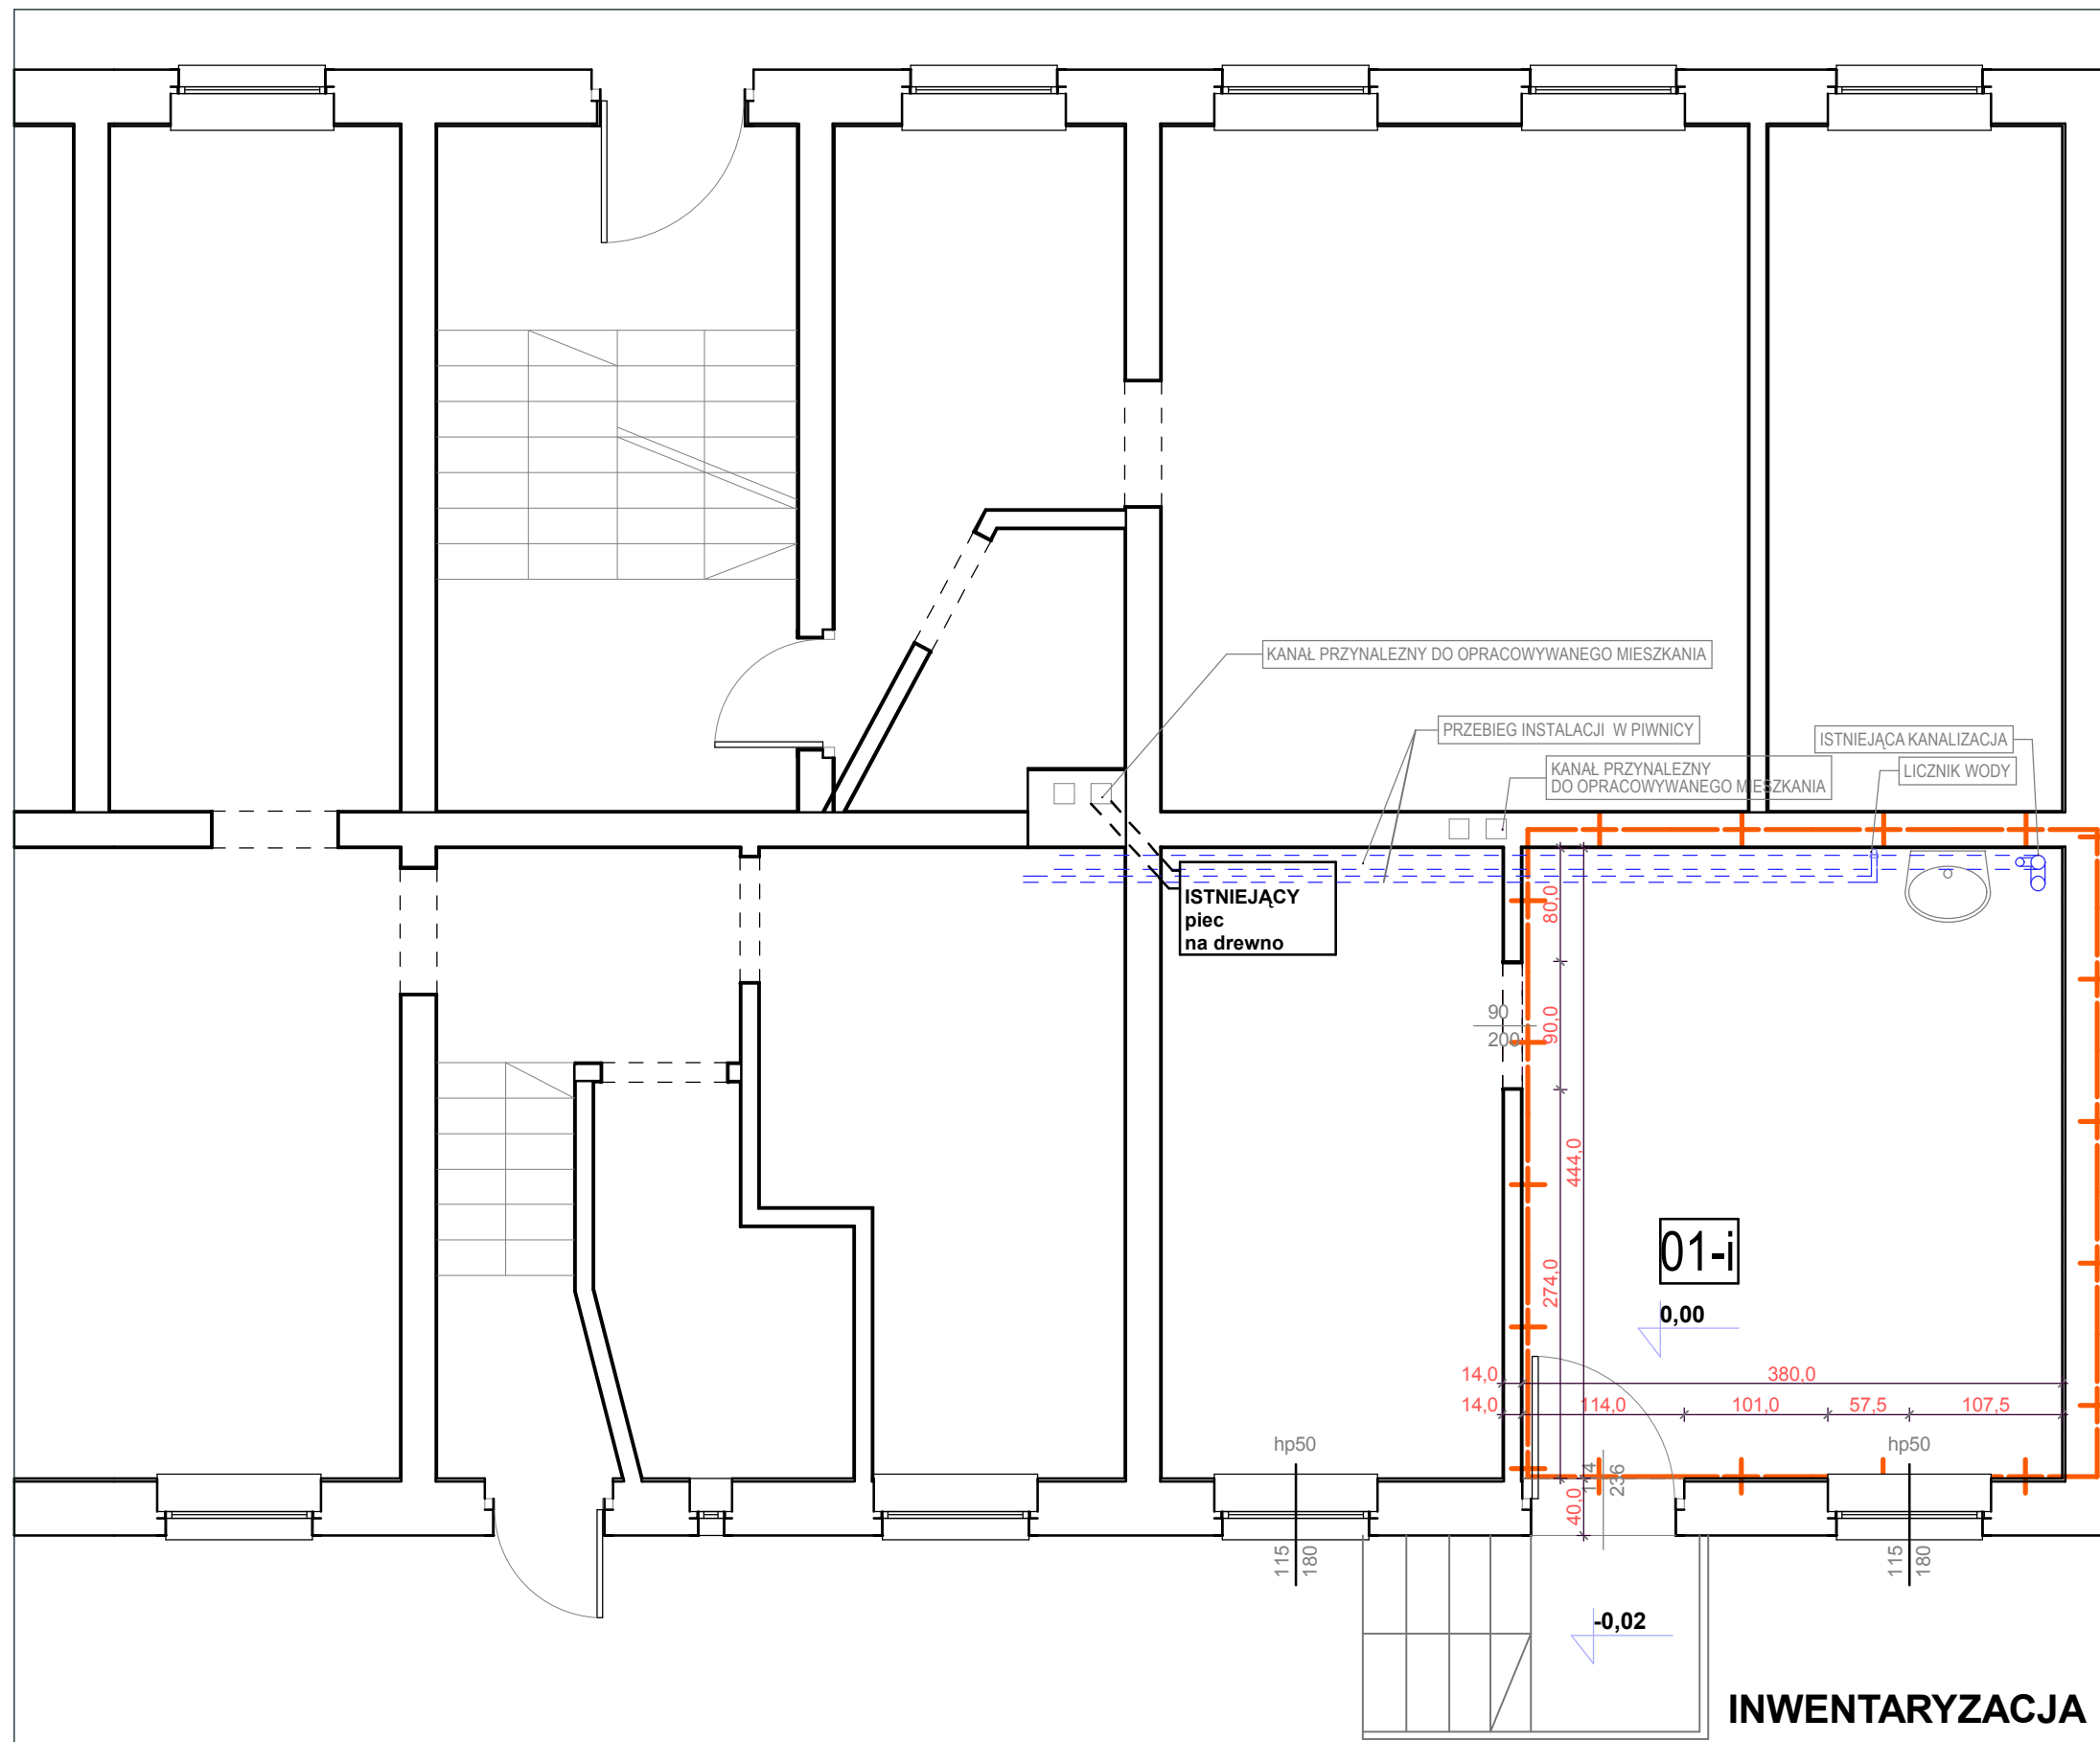 KANAŁ PRZYNALEZNY DO OPRACOWYWANEGO MIESZKANIA
PRZEBIEG INSTALACJI W PIWNICY
ISTNIEJĄCA KANALIZACJA
KANAŁ PRZYNALEZNY
DO OPRACOWYWANEGO MIESZKANIA
LICZNIK WODY
ISTNIEJĄCY
piec
na drewno
80,0
90
200
90,0
444,0
274,0
01-i
0,00
14,0
380,0
14,0
114,0
101,0
57,5
107,5
hp50
hp50
174
236
40,0
115
180
115
180
-0,02
INWENTARYZACJA